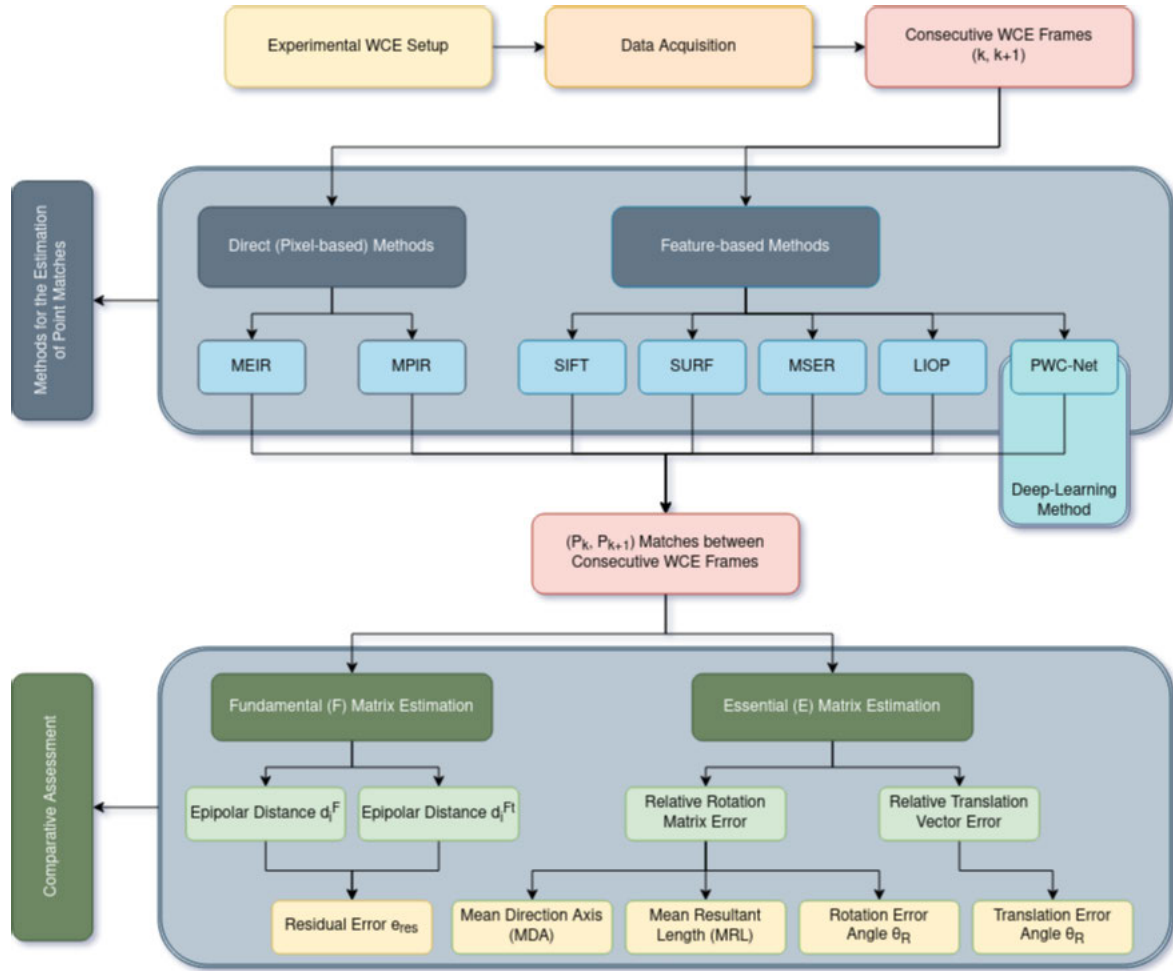 Experimental WCE Setup
Data Acquisition
Consecutive WCE Frames
(k, k+1)
Methods for the Estimation
of Point Matches
Direct (Pixel-based) Methods
Feature-based Methods
MEIR
MPIR
SIFT
SURF
MSER
LIOP
PWC-Net
Deep-Learning
Method
(Pk, Pk+1) Matches between
Consecutive WCE Frames
Comparative Assessment
Fundamental (F) Matrix Estimation
Essential (E) Matrix Estimation
Epipolar Distance diF
Epipolar Distance diFt
Relative Rotation
Matrix Error
Relative Translation
Vector Error
Residual Error eres
Mean Direction Axis
(MDA)
Mean Resultant
Length (MRL)
Rotation Error
Angle θR
Translation Error
Angle θR